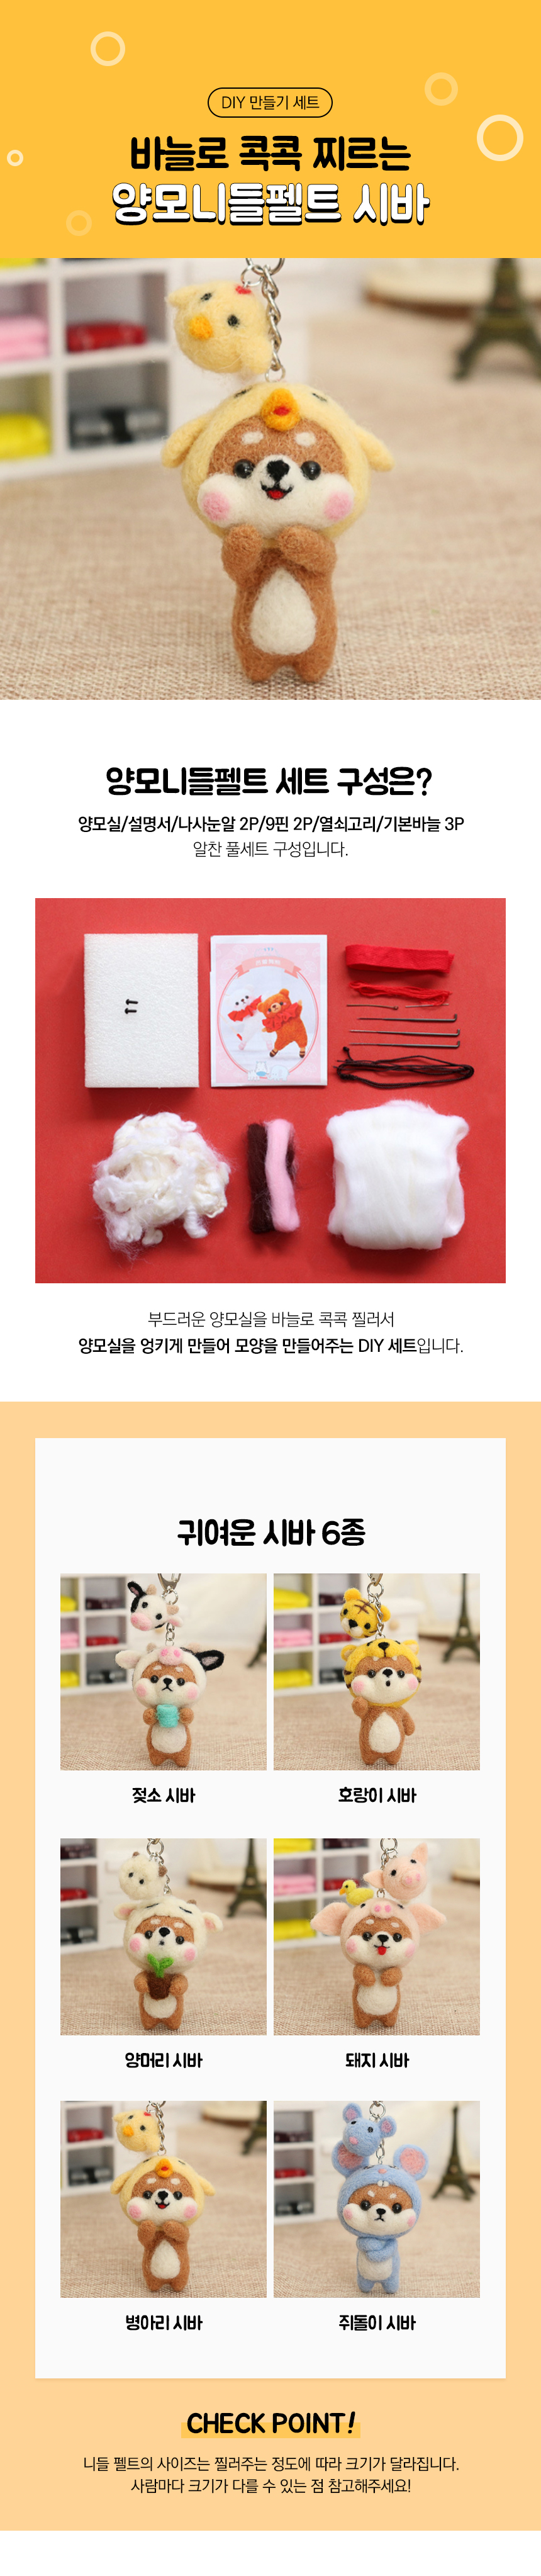 DIY 만들기 세트
바늘로 콕콕 찌르는
양모니들펠트 시바
양모니들펠트 세트 구성은?
양모실/설명서/나사눈알 2P/9핀 2P/열쇠고리/기본바늘 3P
알찬 풀세트 구성입니다.
부드러운 양모실을 바늘로 콕콕 찔러서
양모실을 엉키게 만들어 모양을 만들어주는 DIY 세트입니다.
귀여운 시바 6종
젖소 시바
호랑이 시바
양머리 시바
돼지 시바
병아리 시바
쥐돌이 시바
CHECK POINT!
니들 펠트의 사이즈는 찔러주는 정도에 따라 크기가 달라집니다.
사람마다 크기가 다를 수 있는 점 참고해주세요!